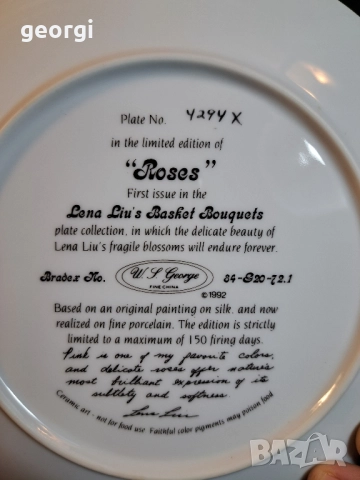 georgi
Plate No. 4294 X
in the limited edition of
"Roses"
First issue in the
Lena Liu's Basket Bouquets
plate collection, in which the delicate beauty of
Lena Liu's fragile blossoms will endure forever.
Bradex No. W.S. George 84-G20-72.1
FINE CHINA
©1992
Based on an original painting on silk, and now
realized on fine porcelain. The edition is strictly
limited to a maximum of 150 firing days.
Pink is one of my favorite colors,
and delicate roses offer nature's
most brilliant expression of its
subtlety and softness.
Lena Liu
Ceramic art - not for food use. Faithful color pigments may poison food
BAZAR
bazar.bg